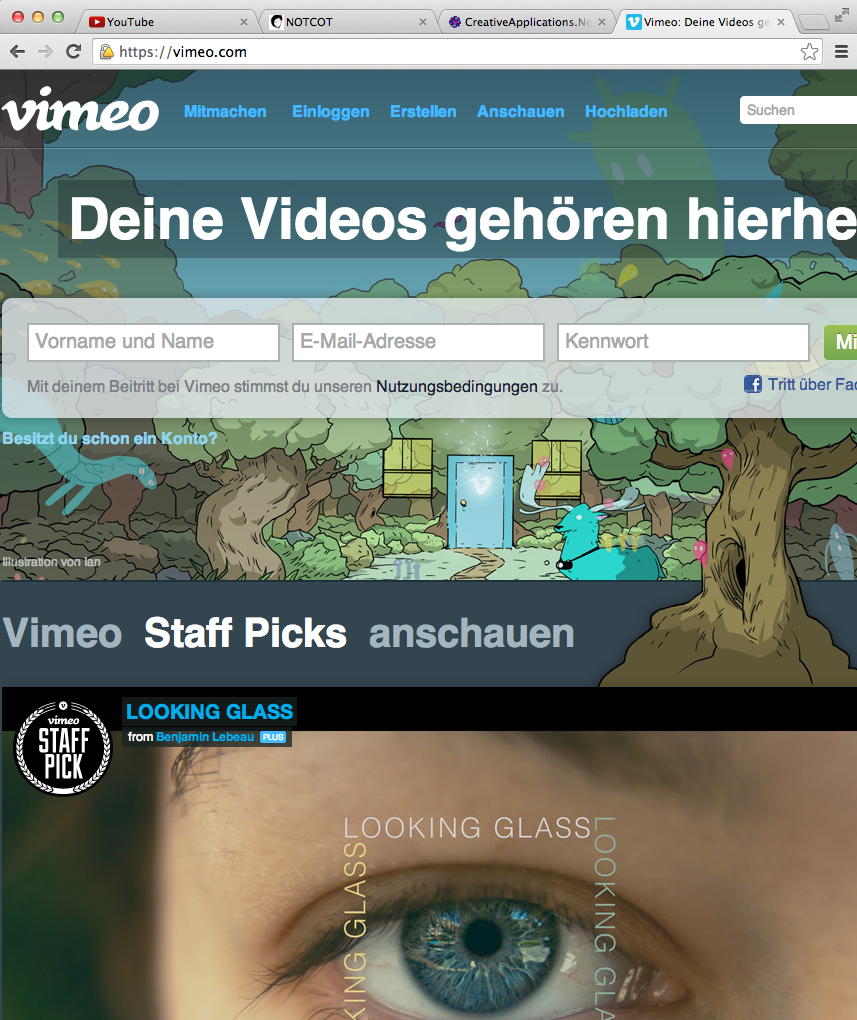 YouTube
NOTCOT
CreativeApplications.Ne
Vimeo: Deine Videos ge
https://vimeo.com
vimeo
Mitmachen Einloggen Erstellen Anschauen Hochladen
Suchen
Deine Videos gehören hierhe
Vorname und Name
E-Mail-Adresse
Kennwort
Mi
Mit deinem Beitritt bei Vimeo stimmst du unseren Nutzungsbedingungen zu.
Tritt über Fac
Besitzt du schon ein Konto?
Illustration von Ian
Vimeo Staff Picks anschauen
vimeo
STAFF
PICK
LOOKING GLASS
from Benjamin Lebeau PLUS
LOOKING GLASS
LOOKING GLA
KING GLASS